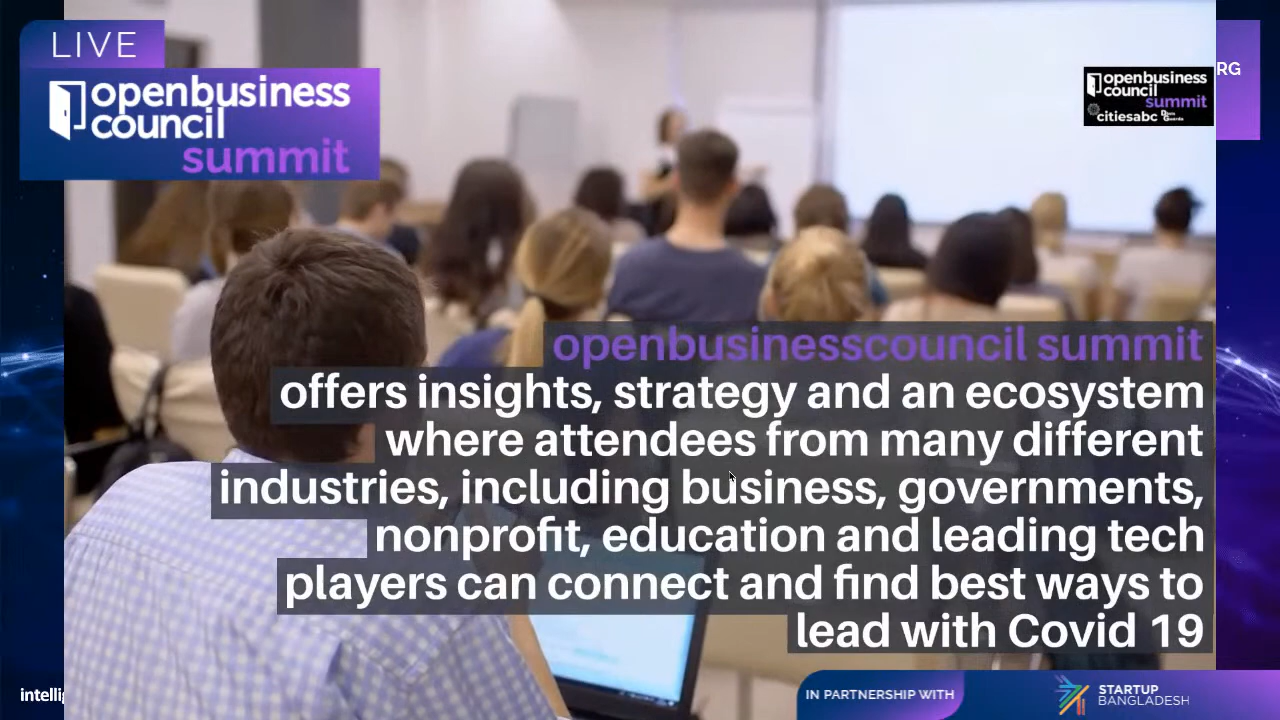 LIVE
openbusiness
council
summit
openbusiness
council
summit
citiesabc
RG
openbusinesscouncil summit
offers insights, strategy and an ecosystem
where attendees from many different
industries, including business, governments,
nonprofit, education and leading tech
players can connect and find best ways to
lead with Covid 19
IN PARTNERSHIP WITH
STARTUP
BANGLADESH